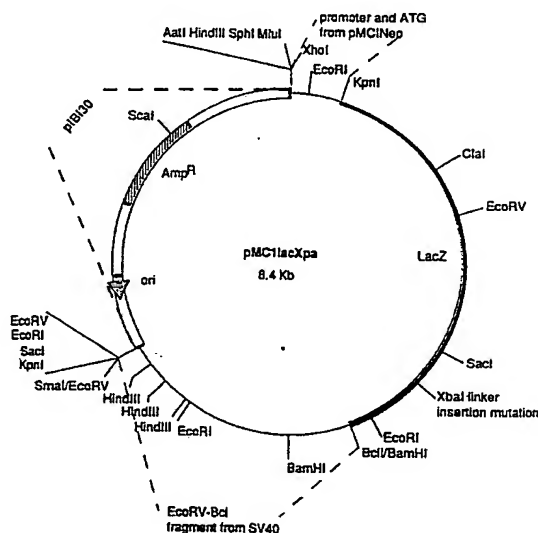 promoter and ATG
from pMCINeo
AatI HindIII SphI MluI
XhoI
EcoRI
KpnI
pIBI30
ScaI
AmpR
ClaI
EcoRV
pMC1lacXpa
8.4 Kb
LacZ
ori
EcoRV
EcoRI
SacI
KpnI
SmaI/EcoRV
HindIII
HindIII
HindIII
EcoRI
SacI
XbaI linker
insertion mutation
EcoRI
BclI/BamHI
BamHI
EcoRV-BclI
fragment from SV40